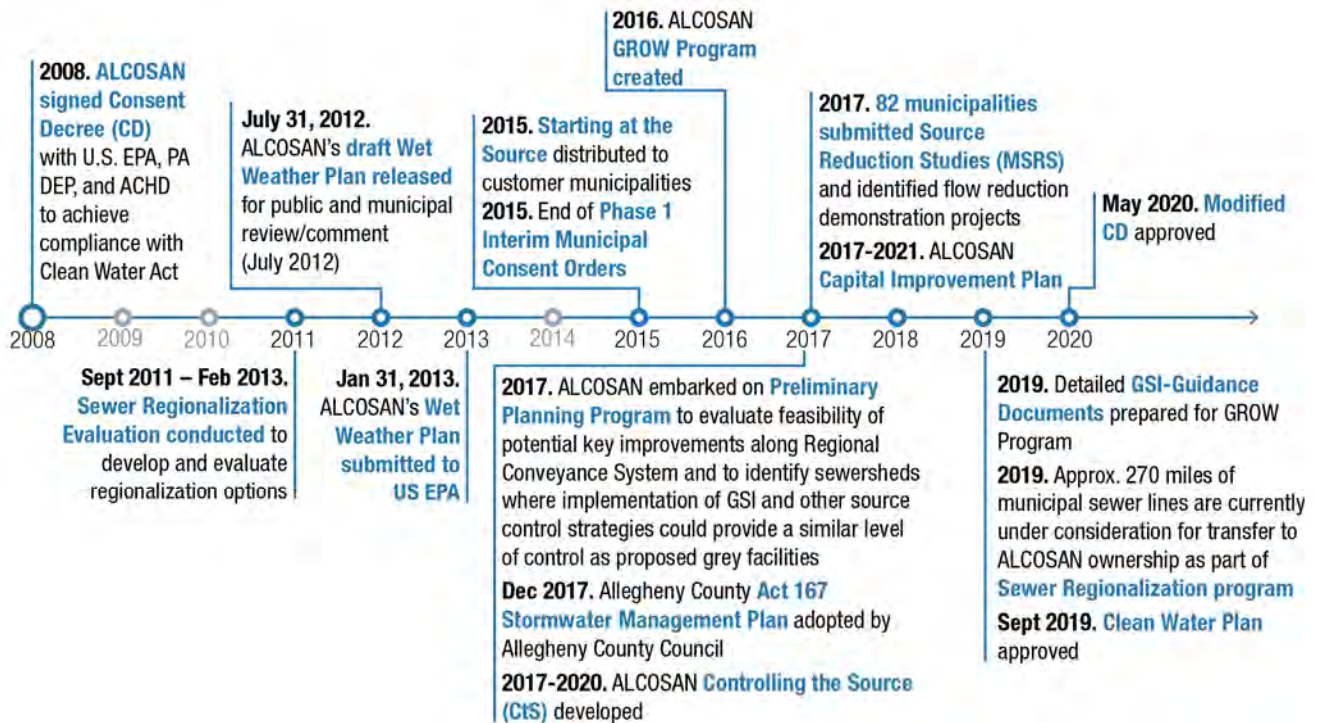 2008. ALCOSAN
signed Consent
Decree (CD)
with U.S. EPA, PA
DEP, and ACHD
to achieve
compliance with
Clean Water Act
July 31, 2012.
ALCOSAN's draft Wet
Weather Plan released
for public and municipal
review/comment
(July 2012)
2015. Starting at the
Source distributed to
customer municipalities
2015. End of Phase 1
Interim Municipal
Consent Orders
2016. ALCOSAN
GROW Program
created
2017. 82 municipalities
submitted Source
Reduction Studies (MSRS)
and identified flow reduction
demonstration projects
2017-2021. ALCOSAN
Capital Improvement Plan
May 2020. Modified
CD approved
2008 2009 2010 2011 2012 2013 2014 2015 2016 2017 2018 2019 2020
Sept 2011 – Feb 2013.
Sewer Regionalization
Evaluation conducted to
develop and evaluate
regionalization options
Jan 31, 2013.
ALCOSAN's Wet
Weather Plan
submitted to
US EPA
2017. ALCOSAN embarked on Preliminary
Planning Program to evaluate feasibility of
potential key improvements along Regional
Conveyance System and to identify sewersheds
where implementation of GSI and other source
control strategies could provide a similar level
of control as proposed grey facilities
Dec 2017. Allegheny County Act 167
Stormwater Management Plan adopted by
Allegheny County Council
2017-2020. ALCOSAN Controlling the Source
(CtS) developed
2019. Detailed GSI-Guidance
Documents prepared for GROW
Program
2019. Approx. 270 miles of
municipal sewer lines are currently
under consideration for transfer to
ALCOSAN ownership as part of
Sewer Regionalization program
Sept 2019. Clean Water Plan
approved